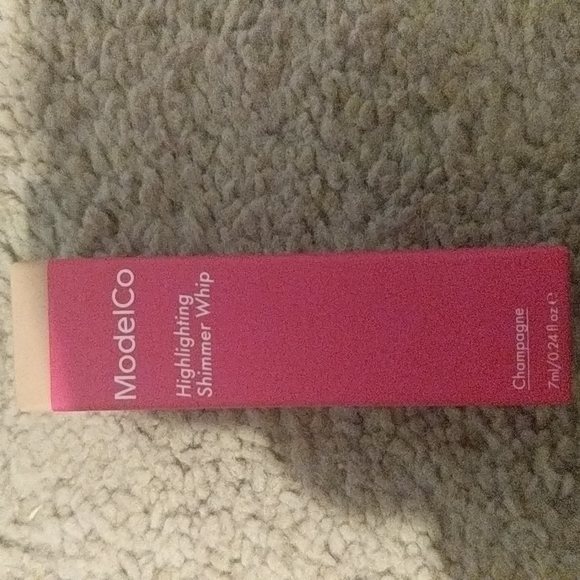 ModelCo
Highlighting
Shimmer Whip
Champagne
7ml/0.24 fl oz ℮